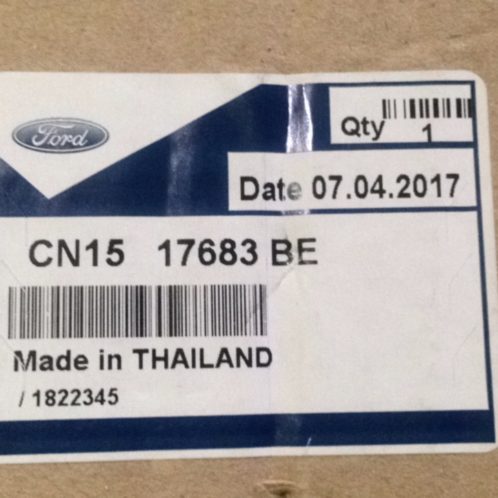 Ford
Qty 1
Date 07.04.2017
CN15 17683 BE
Made in THAILAND
/ 1822345